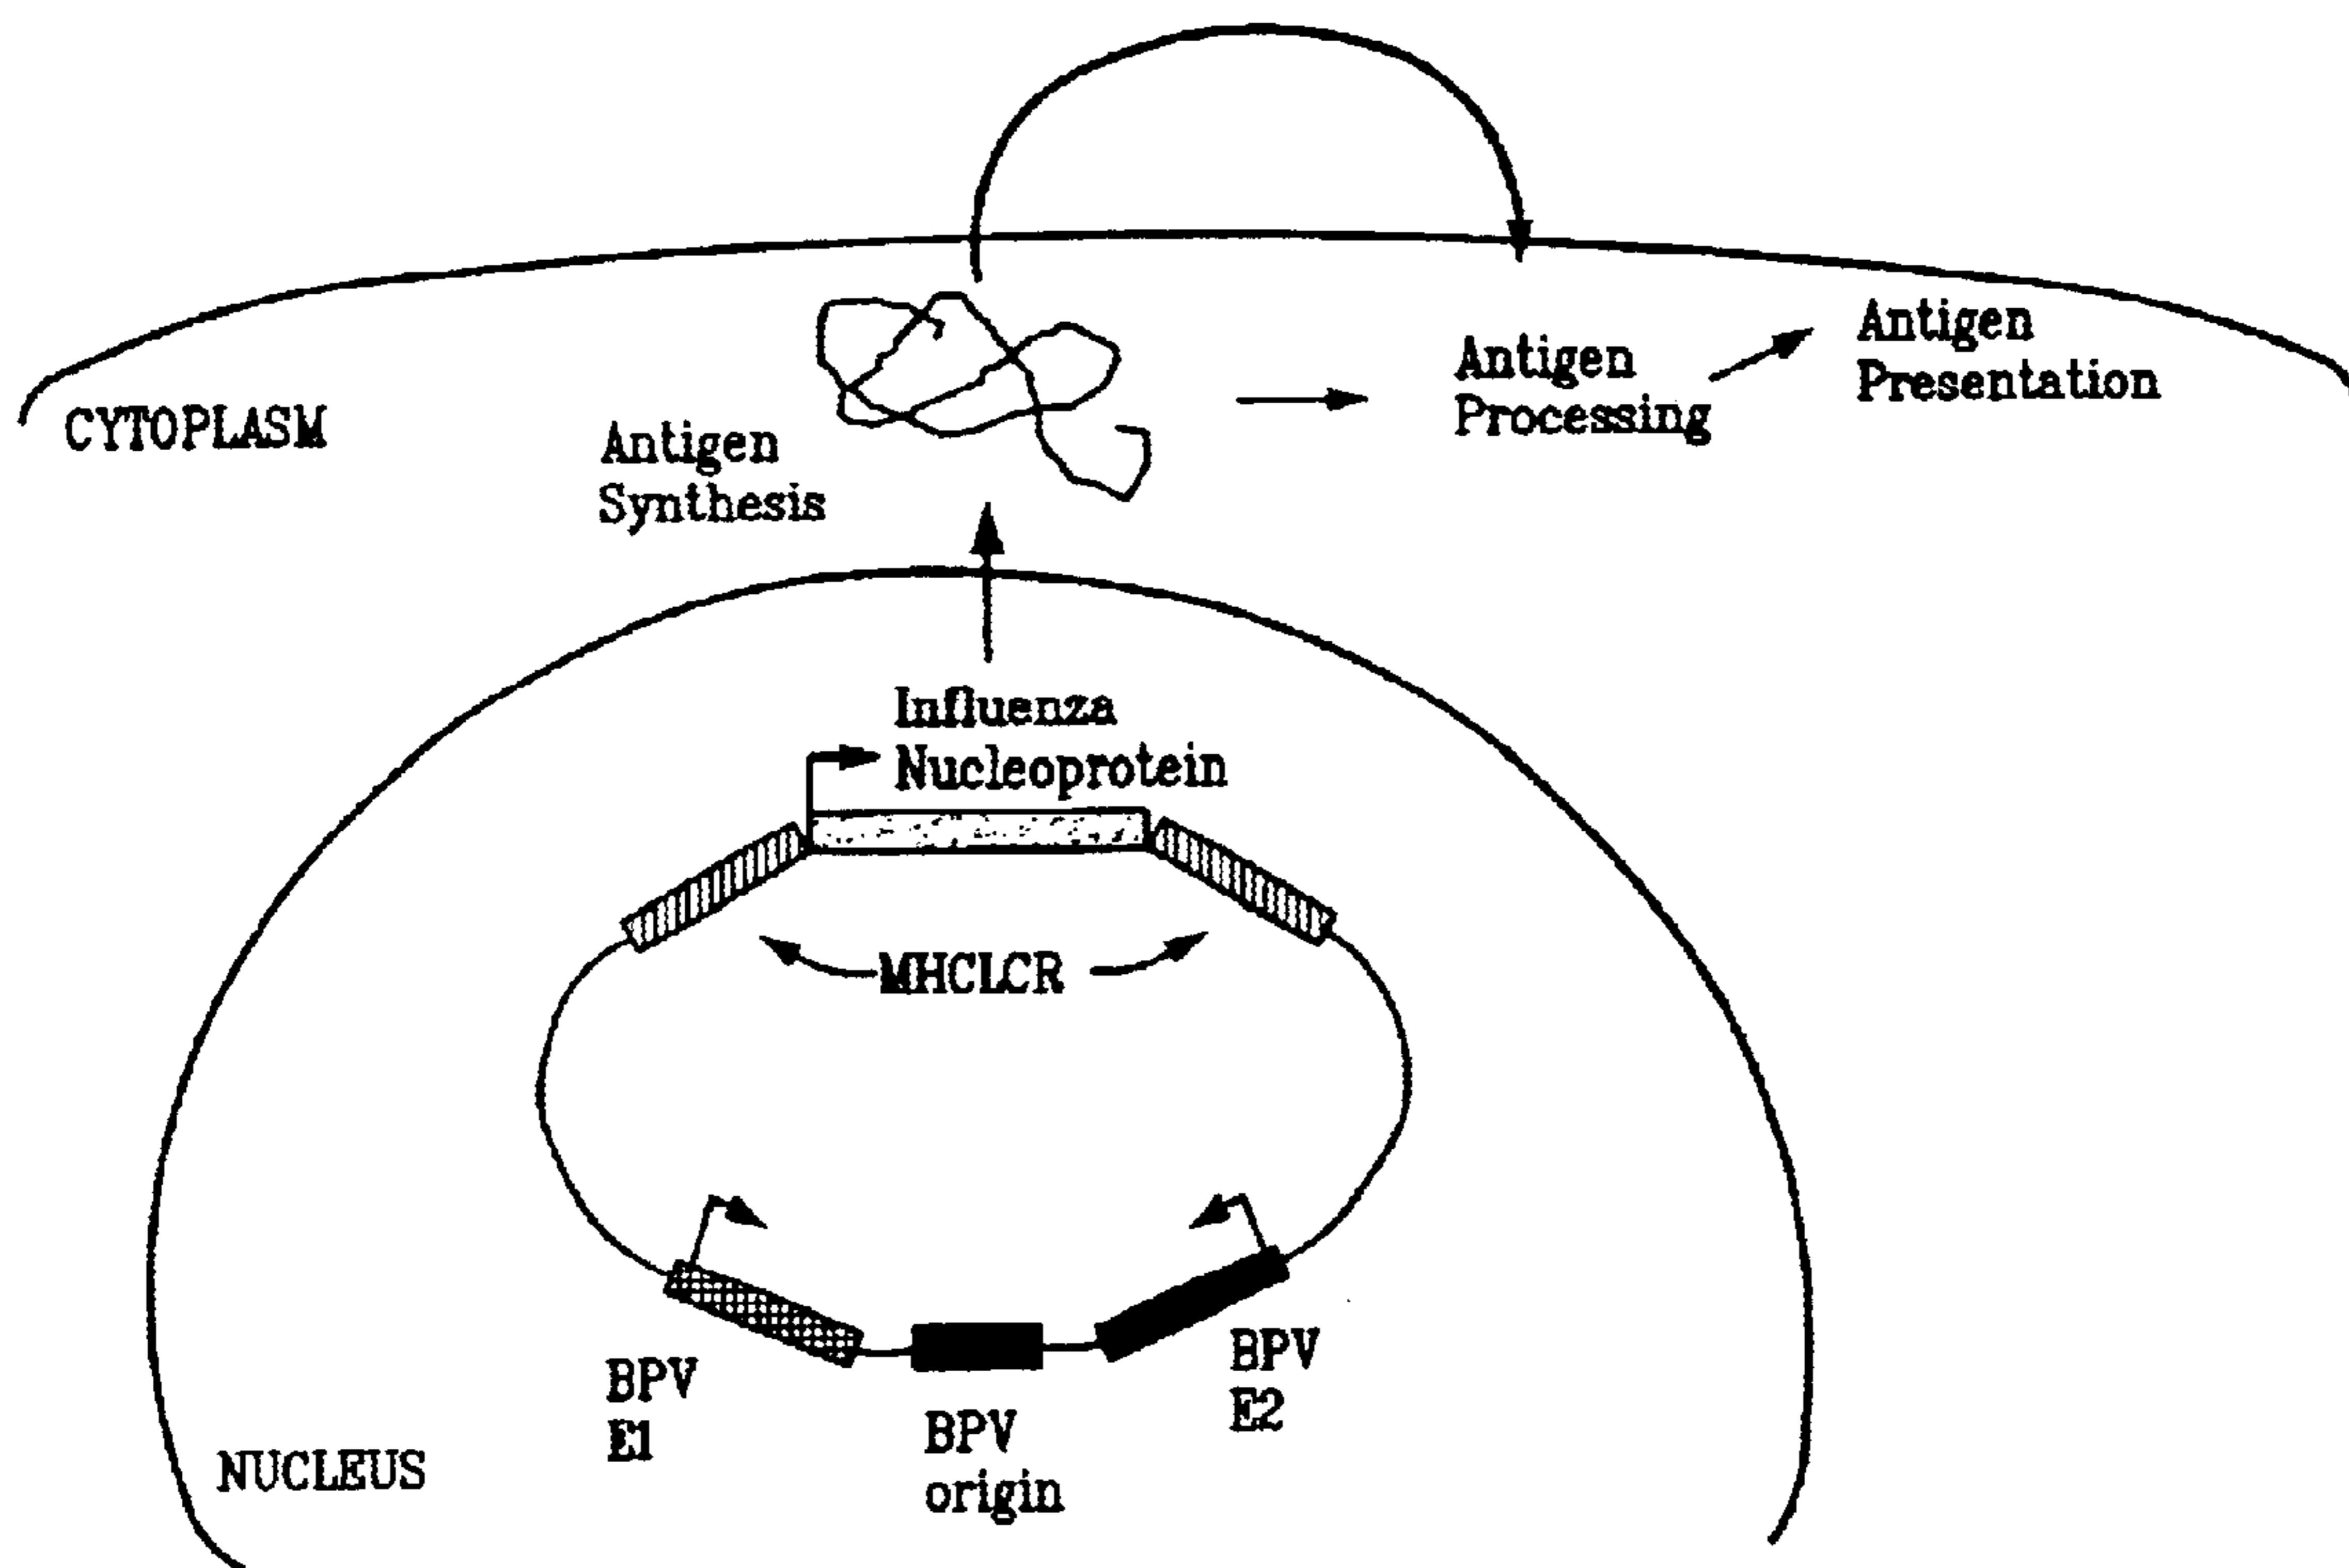 Antigen
Presentation
Antigen
Processing
CYTOPLASM
Antigen
Synthesis
Influenza
Nucleoprotein
MHCLCR
BPV
E1
BPV
origin
BPV
E2
NUCLEUS